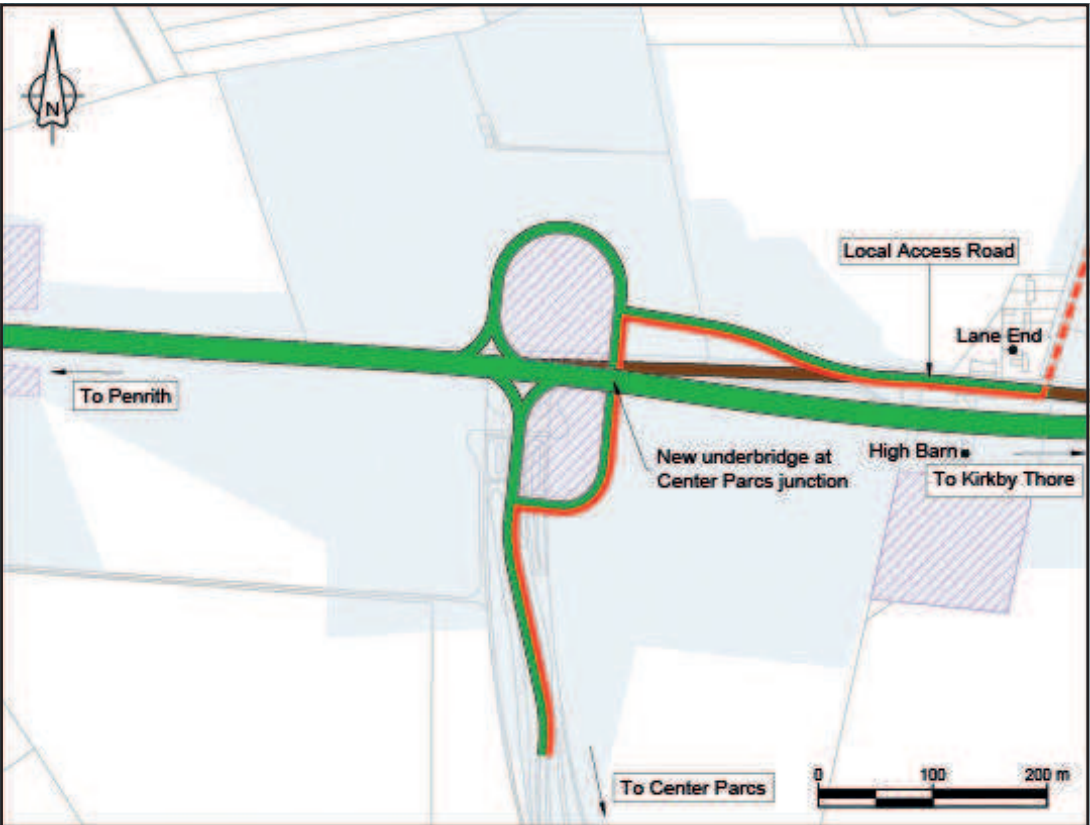 N
Local Access Road
Lane End
To Penrith
New underbridge at
Center Parcs junction
High Barn
To Kirkby Thore
To Center Parcs
0 100 200 m